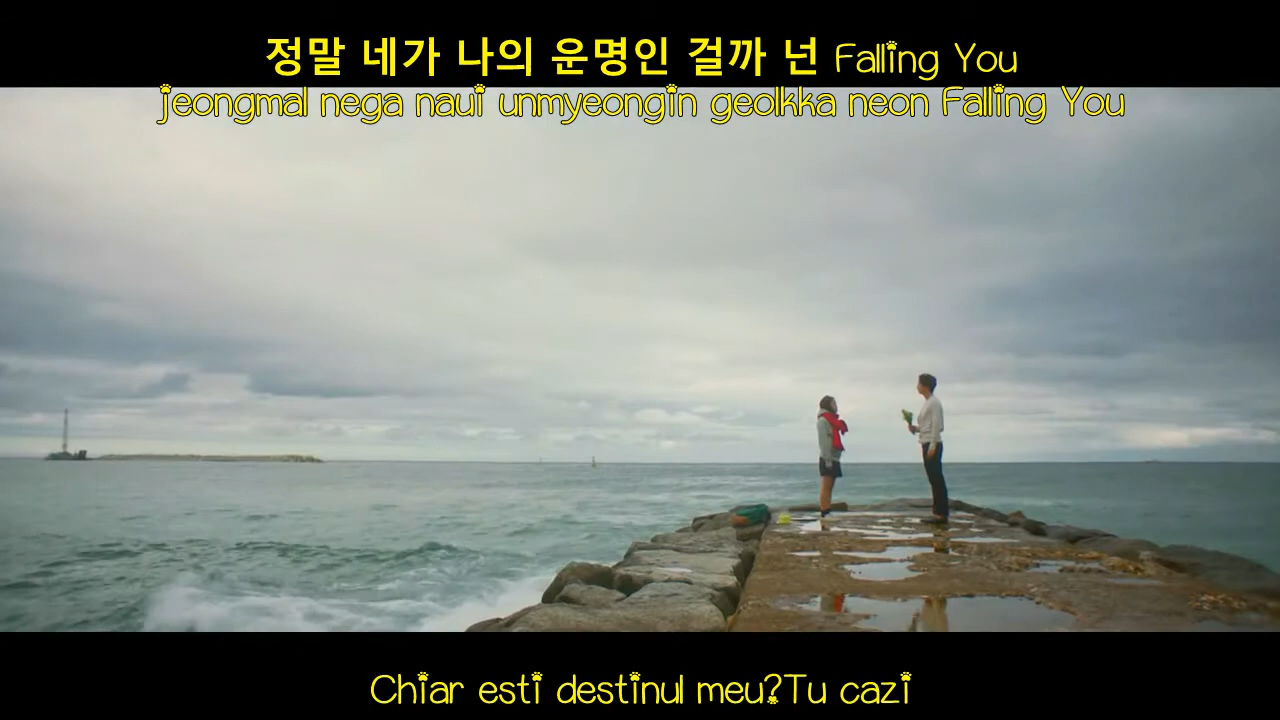 정말 네가 나의 운명인 걸까 넌 Falling You
jeongmal nega naui unmyeongin geolkka neon Falling You
Chiar esti destinul meu?Tu cazi